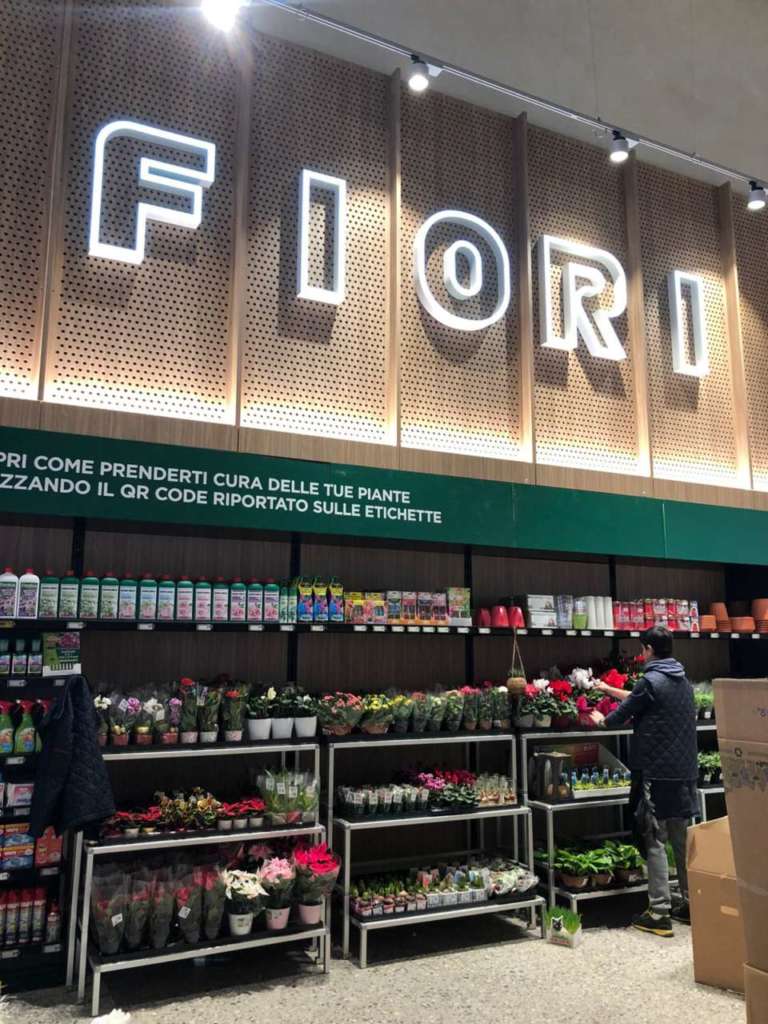 FIORI
PRI COME PRENDERTI CURA DELLE TUE PIANTE
ZZANDO IL QR CODE RIPORTATO SULLE ETICHETTE